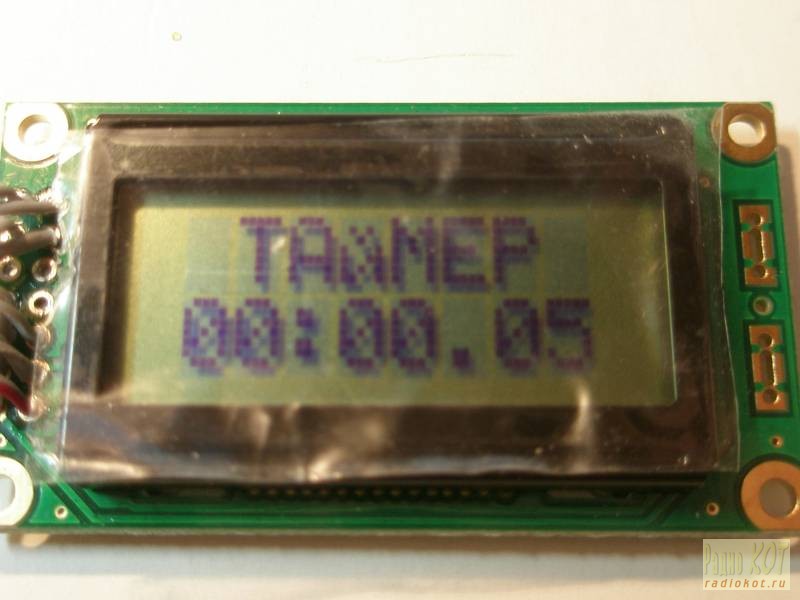 ТАЙМЕР
00:00.05
Радио КОТ
radiokot.ru